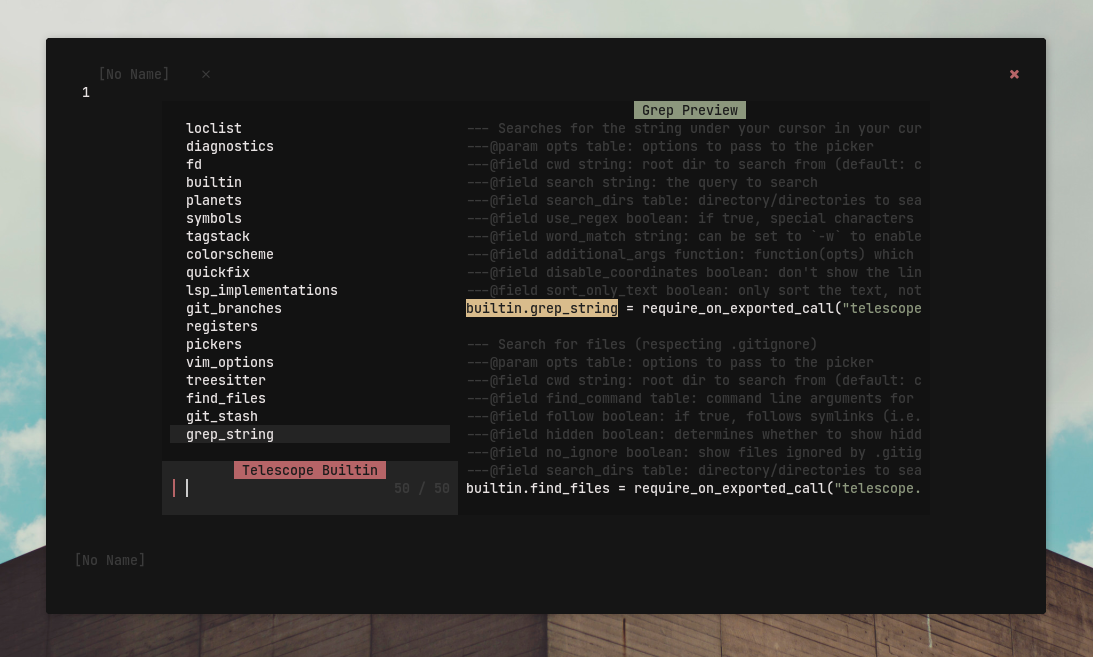 [No Name] ×
1
Grep Preview
loclist
diagnostics
fd
builtin
planets
symbols
tagstack
colorscheme
quickfix
lsp_implementations
git_branches
registers
pickers
vim_options
treesitter
find_files
git_stash
grep_string
Telescope Builtin
50 / 50
--- Searches for the string under your cursor in your cur
---@param opts table: options to pass to the picker
---@field cwd string: root dir to search from (default: c
---@field search string: the query to search
---@field search_dirs table: directory/directories to sea
---@field use_regex boolean: if true, special characters
---@field word_match string: can be set to `-w` to enable
---@field additional_args function: function(opts) which
---@field disable_coordinates boolean: don't show the lin
---@field sort_only_text boolean: only sort the text, not
builtin.grep_string = require_on_exported_call("telescope
--- Search for files (respecting .gitignore)
---@param opts table: options to pass to the picker
---@field cwd string: root dir to search from (default: c
---@field find_command table: command line arguments for
---@field follow boolean: if true, follows symlinks (i.e.
---@field hidden boolean: determines whether to show hidd
---@field no_ignore boolean: show files ignored by .gitig
---@field search_dirs table: directory/directories to sea
builtin.find_files = require_on_exported_call("telescope.
[No Name]